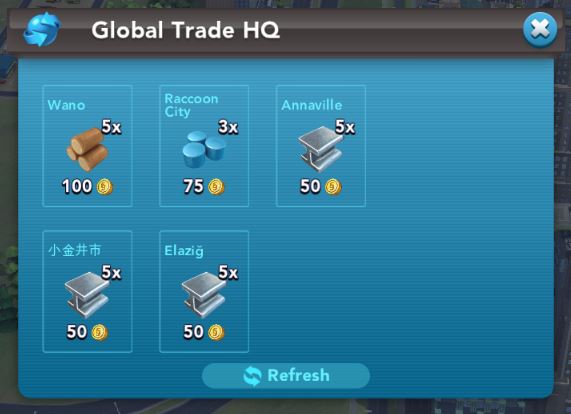 Global Trade HQ
Wano
5x
100
Raccoon
City
3x
75
Annaville
5x
50
小金井市
5x
50
Elazığ
5x
50
Refresh